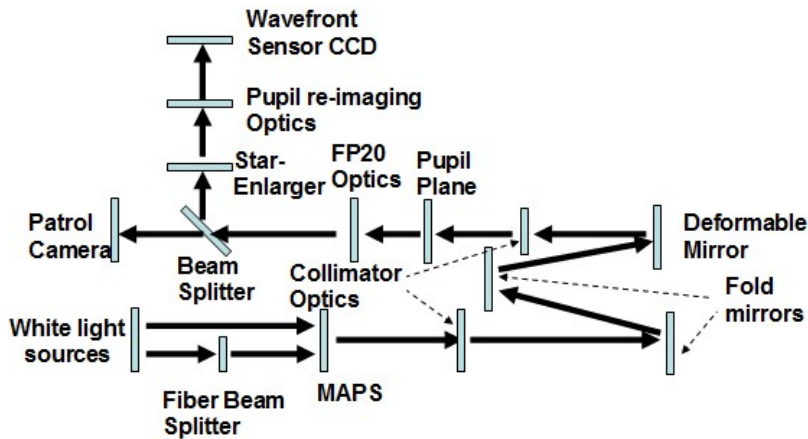 Wavefront
Sensor CCD
Pupil re-imaging
Optics
Star-
Enlarger
FP20
Optics
Pupil
Plane
Patrol
Camera
Beam
Splitter
Collimator
Optics
Deformable
Mirror
Fold
mirrors
White light
sources
Fiber Beam
Splitter
MAPS